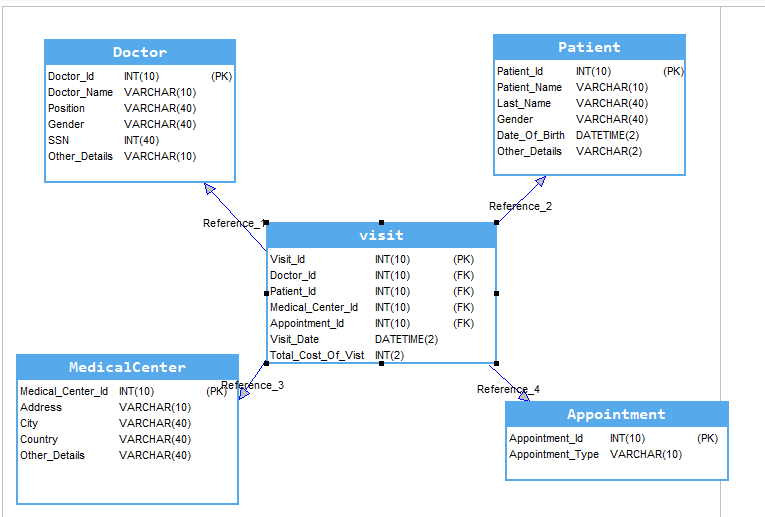 Doctor
Doctor_Id INT(10) (PK)
Doctor_Name VARCHAR(10)
Position VARCHAR(40)
Gender VARCHAR(40)
SSN INT(40)
Other_Details VARCHAR(10)
Patient
Patient_Id INT(10) (PK)
Patient_Name VARCHAR(10)
Last_Name VARCHAR(40)
Gender VARCHAR(40)
Date_Of_Birth DATETIME(2)
Other_Details VARCHAR(2)
Reference_1
Reference_2
visit
Visit_Id INT(10) (PK)
Doctor_Id INT(10) (FK)
Patient_Id INT(10) (FK)
Medical_Center_Id INT(10) (FK)
Appointment_Id INT(10) (FK)
Visit_Date DATETIME(2)
Total_Cost_Of_Vist INT(2)
Reference_3
Reference_4
MedicalCenter
Medical_Center_Id INT(10) (PK)
Address VARCHAR(10)
City VARCHAR(40)
Country VARCHAR(40)
Other_Details VARCHAR(40)
Appointment
Appointment_Id INT(10) (PK)
Appointment_Type VARCHAR(10)